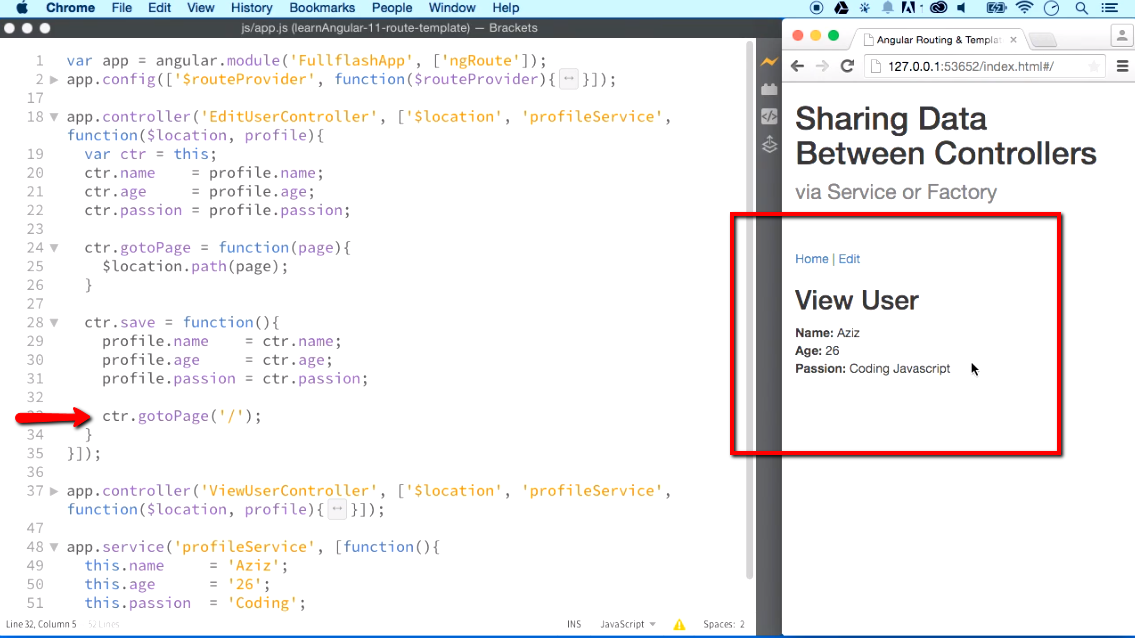 Chrome File Edit View History Bookmarks People Window Help
js/app.js (learnAngular-11-route-template) — Brackets
1 var app = angular.module('FullflashApp', ['ngRoute']);
2 app.config(['$routeProvider', function($routeProvider){ ↔ }]);
17
18 app.controller('EditUserController', ['$location', 'profileService',
function($location, profile){
19 var ctr = this;
20 ctr.name = profile.name;
21 ctr.age = profile.age;
22 ctr.passion = profile.passion;
23
24 ctr.gotoPage = function(page){
25 $location.path(page);
26 }
27
28 ctr.save = function(){
29 profile.name = ctr.name;
30 profile.age = ctr.age;
31 profile.passion = ctr.passion;
32
ctr.gotoPage('/');
34 }
35 }]);
36
37 app.controller('ViewUserController', ['$location', 'profileService',
function($location, profile){ ↔ }]);
47
48 app.service('profileService', [function(){
49 this.name = 'Aziz';
50 this.age = '26';
51 this.passion = 'Coding';
Line 32, Column 5 52 Lines INS JavaScript Spaces: 2
Angular Routing & Templat
127.0.0.1:53652/index.html#/
Sharing Data
Between Controllers
via Service or Factory
Home | Edit
View User
Name: Aziz
Age: 26
Passion: Coding Javascript